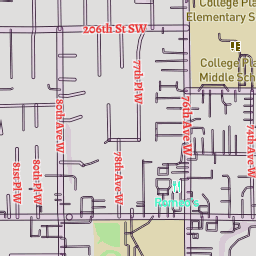 College Pla
Elementary S
206th St SW
College Pla
Middle Sch
77th Pl W
80th Ave W
76th Ave W
74th Ave W
78th Ave W
81st Pl W
80th Pl W